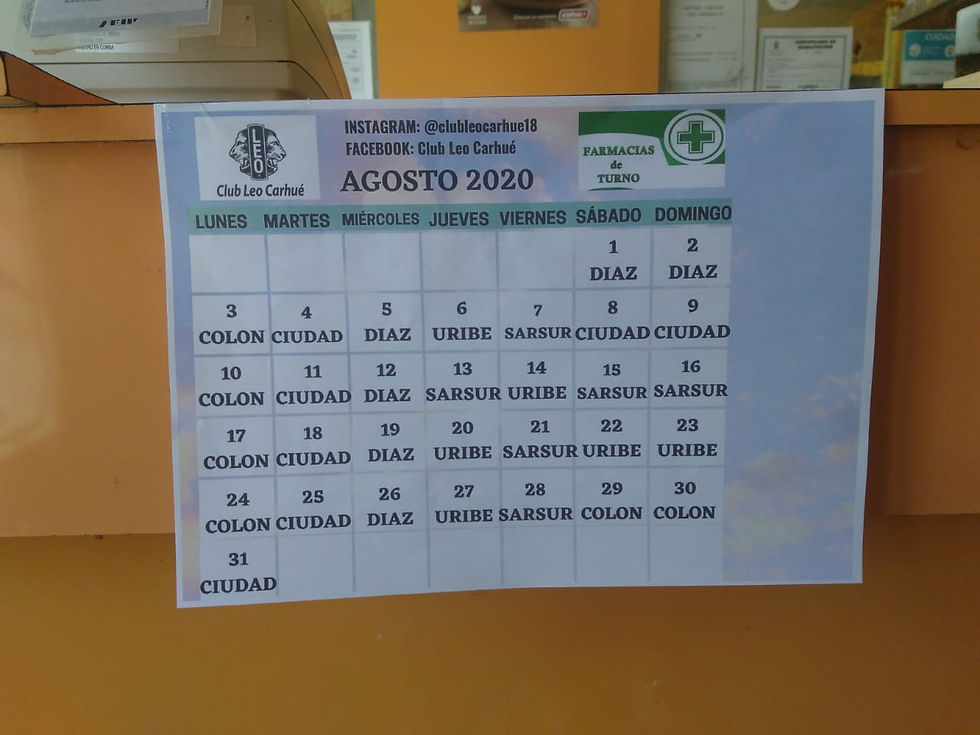 INSTAGRAM: @clubleocarhue18
FACEBOOK: Club Leo Carhué
AGOSTO 2020
LEO
Club Leo Carhué
FARMACIAS
de
TURNO
LUNES MARTES MIÉRCOLES JUEVES VIERNES SÁBADO DOMINGO
1 2
DIAZ DIAZ
3 4 5 6 7 8 9
COLON CIUDAD DIAZ URIBE SARSUR CIUDAD CIUDAD
10 11 12 13 14 15 16
COLON CIUDAD DIAZ SARSUR URIBE SARSUR SARSUR
17 18 19 20 21 22 23
COLON CIUDAD DIAZ URIBE SARSUR URIBE URIBE
24 25 26 27 28 29 30
COLON CIUDAD DIAZ URIBE SARSUR COLON COLON
31
CIUDAD